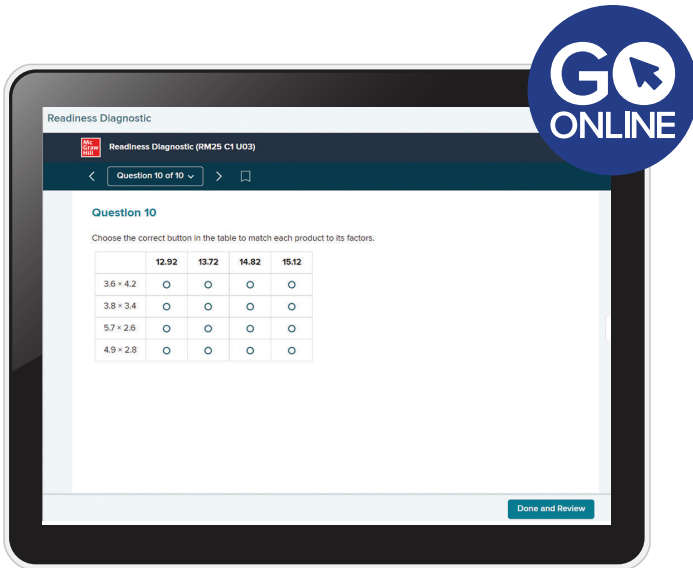 GO
ONLINE
Readiness Diagnostic
Mc
Graw
Hill
Readiness Diagnostic (RM25 C1 U03)
Question 10 of 10
Question 10
Choose the correct button in the table to match each product to its factors.
12.92 13.72 14.82 15.12
3.6 × 4.2
3.8 × 3.4
5.7 × 2.6
4.9 × 2.8
Done and Review